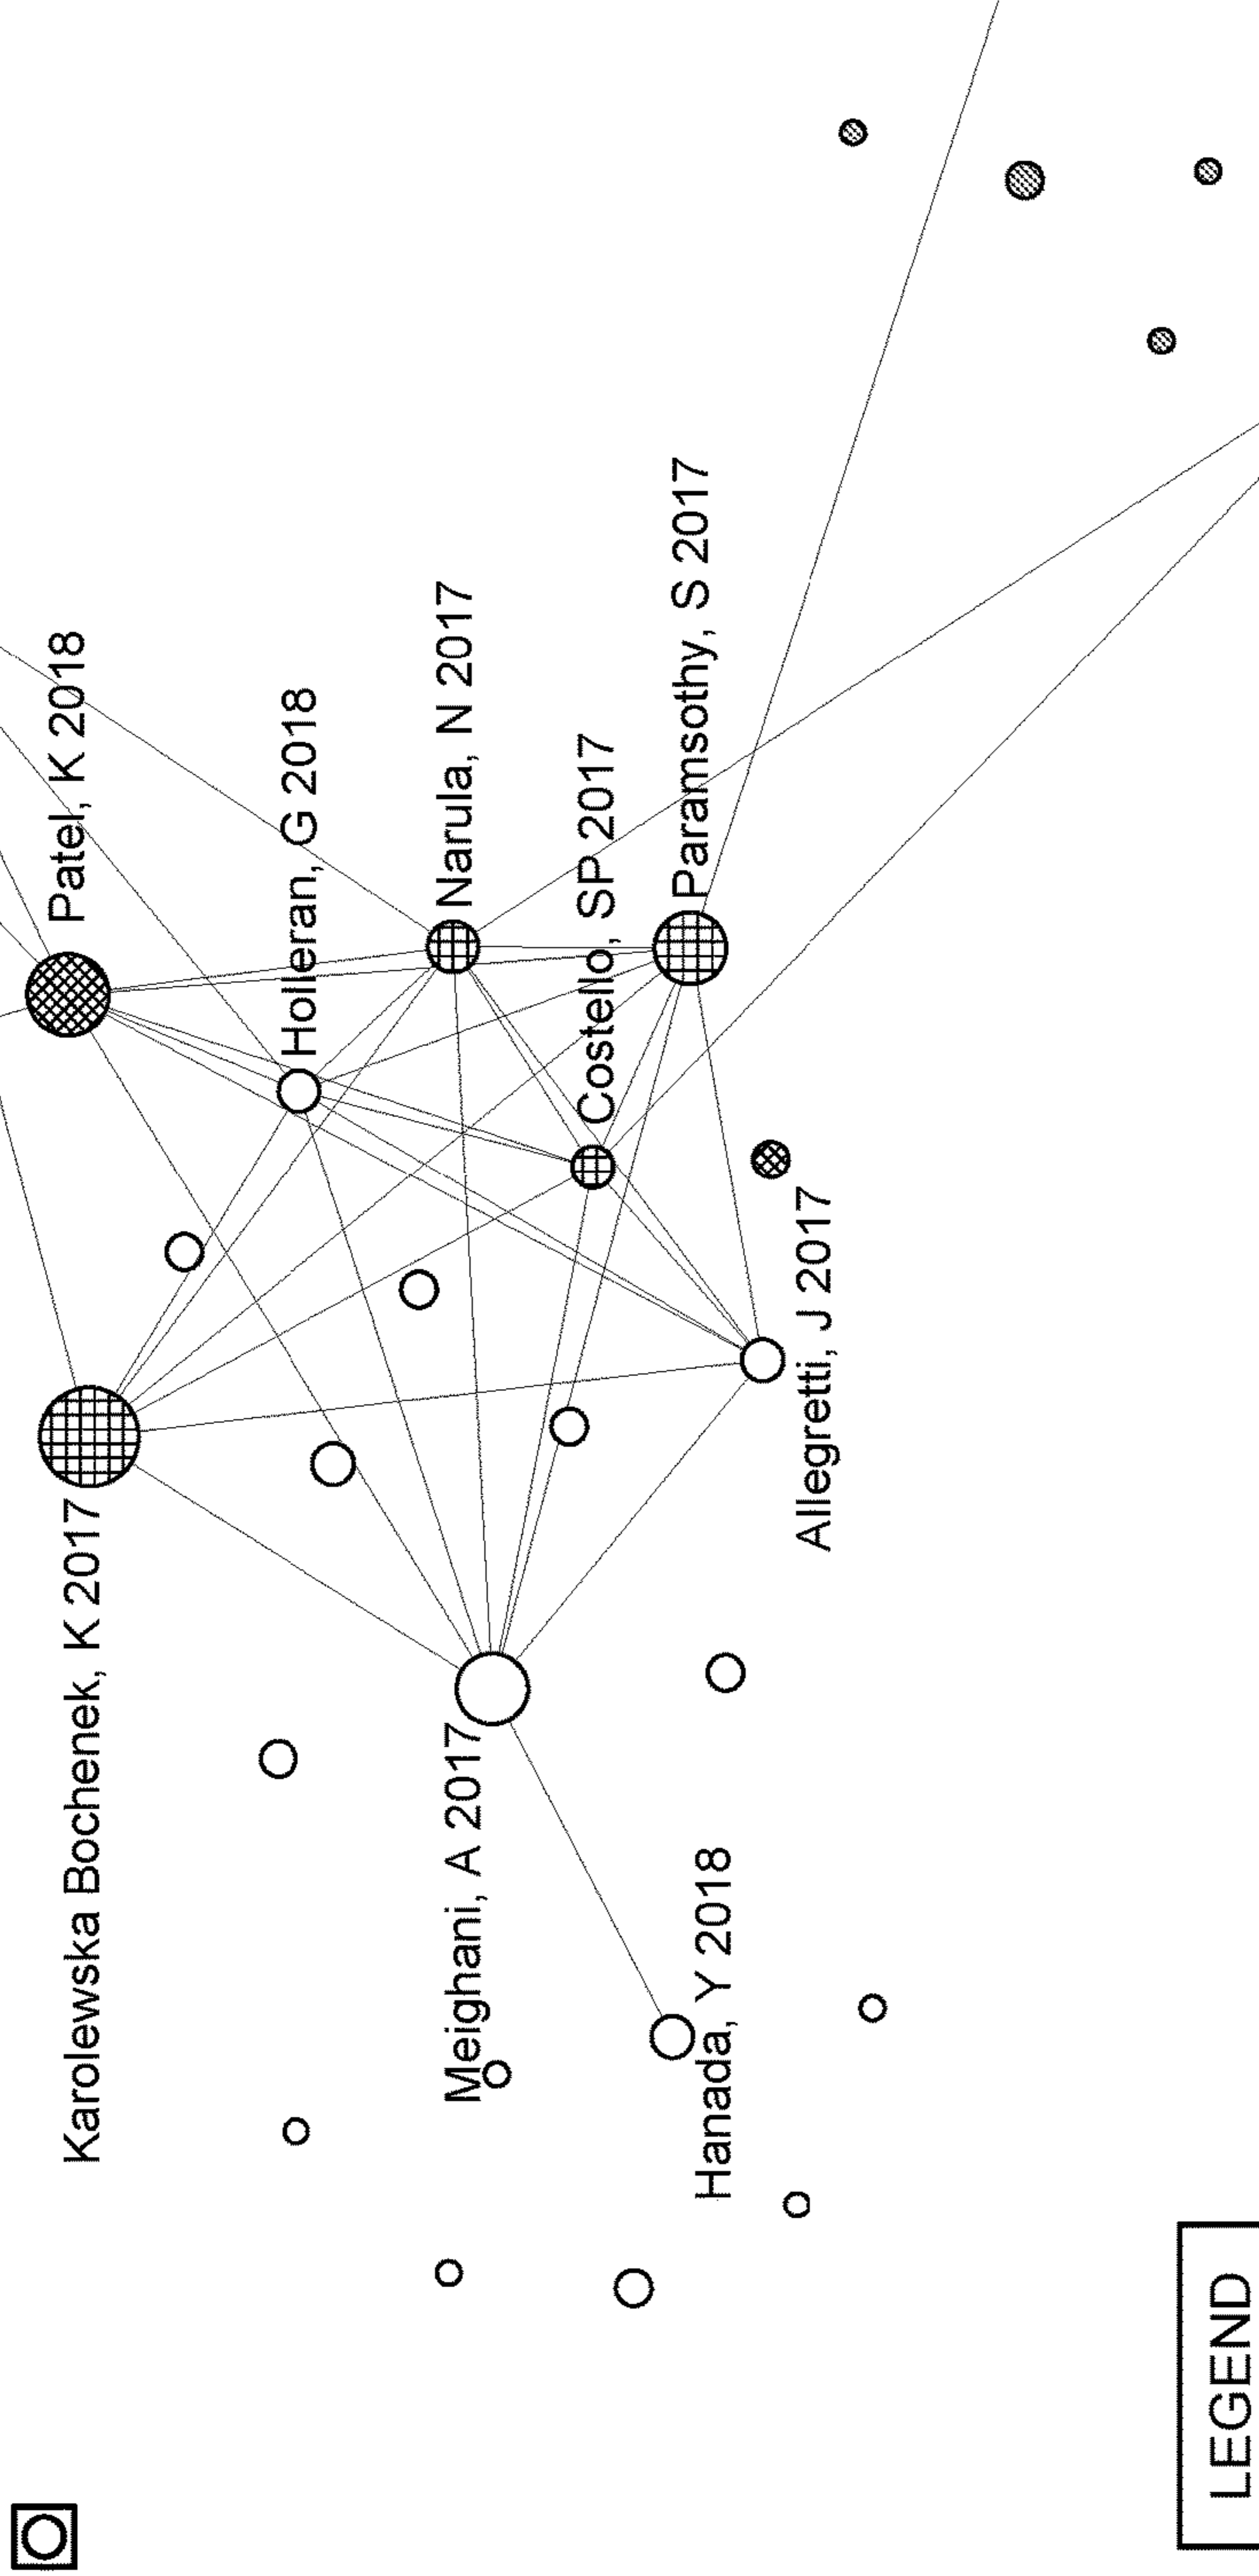 Patel, K 2018
Holleran, G 2018
Narula, N 2017
Costello, SP 2017
Paramsothy, S 2017
Karolewska Bochenek, K 2017
Allegretti, J 2017
Meighani, A 2017
Hanada, Y 2018
LEGEND